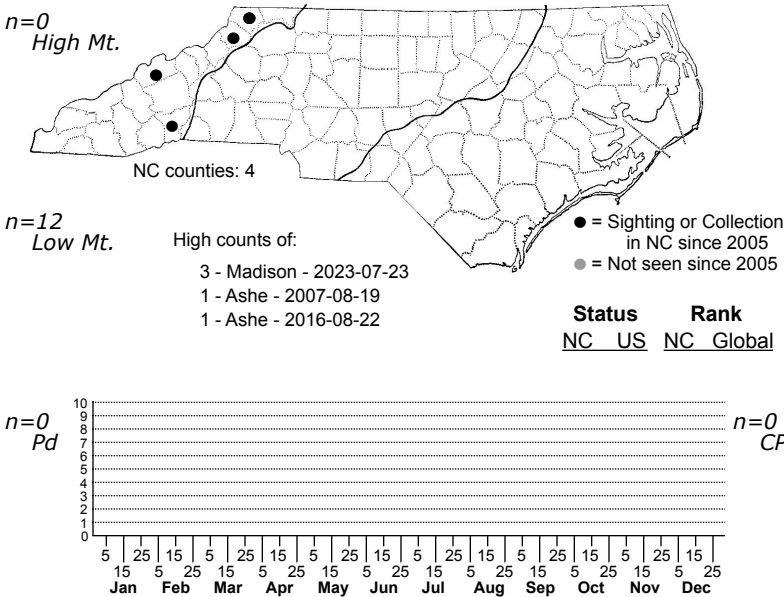 n=0
High Mt.
NC counties: 4
n=12
Low Mt.
High counts of:
3 - Madison - 2023-07-23
1 - Ashe - 2007-08-19
1 - Ashe - 2016-08-22
= Sighting or Collection
in NC since 2005
= Not seen since 2005
Status Rank
NC US NC Global
n=0
Pd
n=0
CP
10
9
8
7
6
5
4
3
2
1
0
5 15 25 5 15 25 5 15 25 5 15 25 5 15 25 5 15 25 5 15 25 5 15 25 5 15 25 5 15 25 5 15 25 5 15 25
Jan Feb Mar Apr May Jun Jul Aug Sep Oct Nov Dec